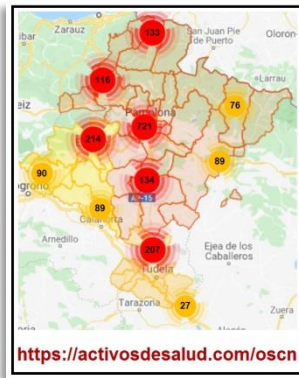 Zarauz
133
San Juan Pie
de Puerto
Oloron-
Larrau
116
Pamplona
76
721
214
89
90
134
89
Calahorra
A-15
Arnedillo
207
Ejea de los
Caballeros
Tudela
Tarazona
27
Zuera
https://activosdesalud.com/oscn